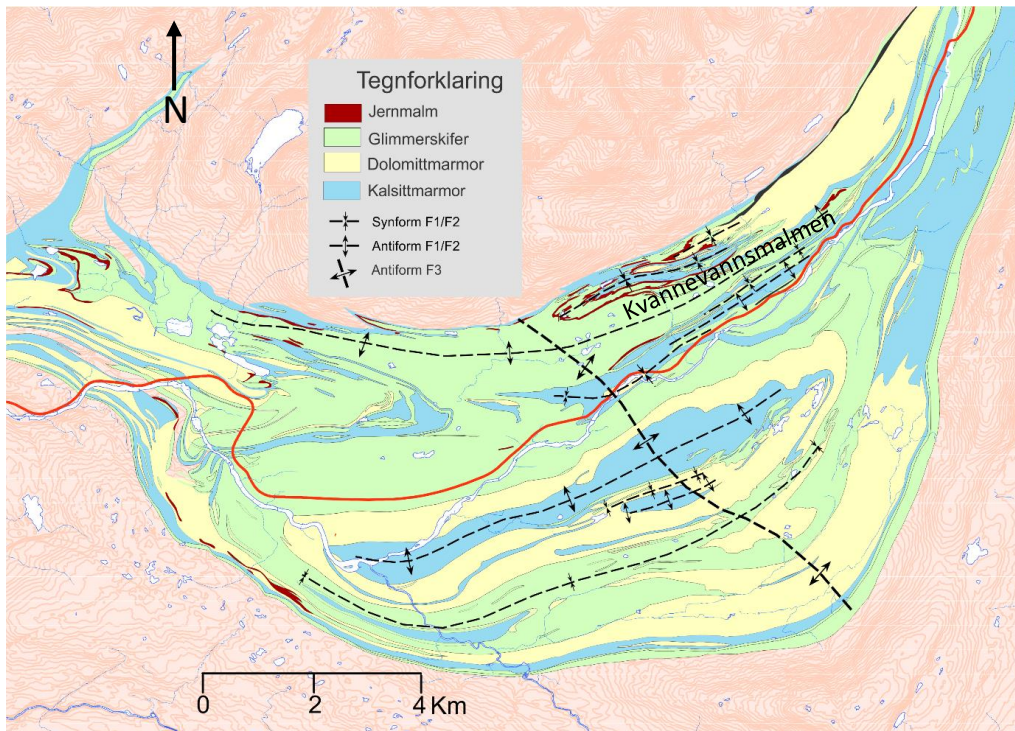 N
Tegnforklaring
Jernmalm
Glimmerskifer
Dolomittmarmor
Kalsittmarmor
Synform F1/F2
Antiform F1/F2
Antiform F3
Kvannevannsmalmen
0 2 4 Km